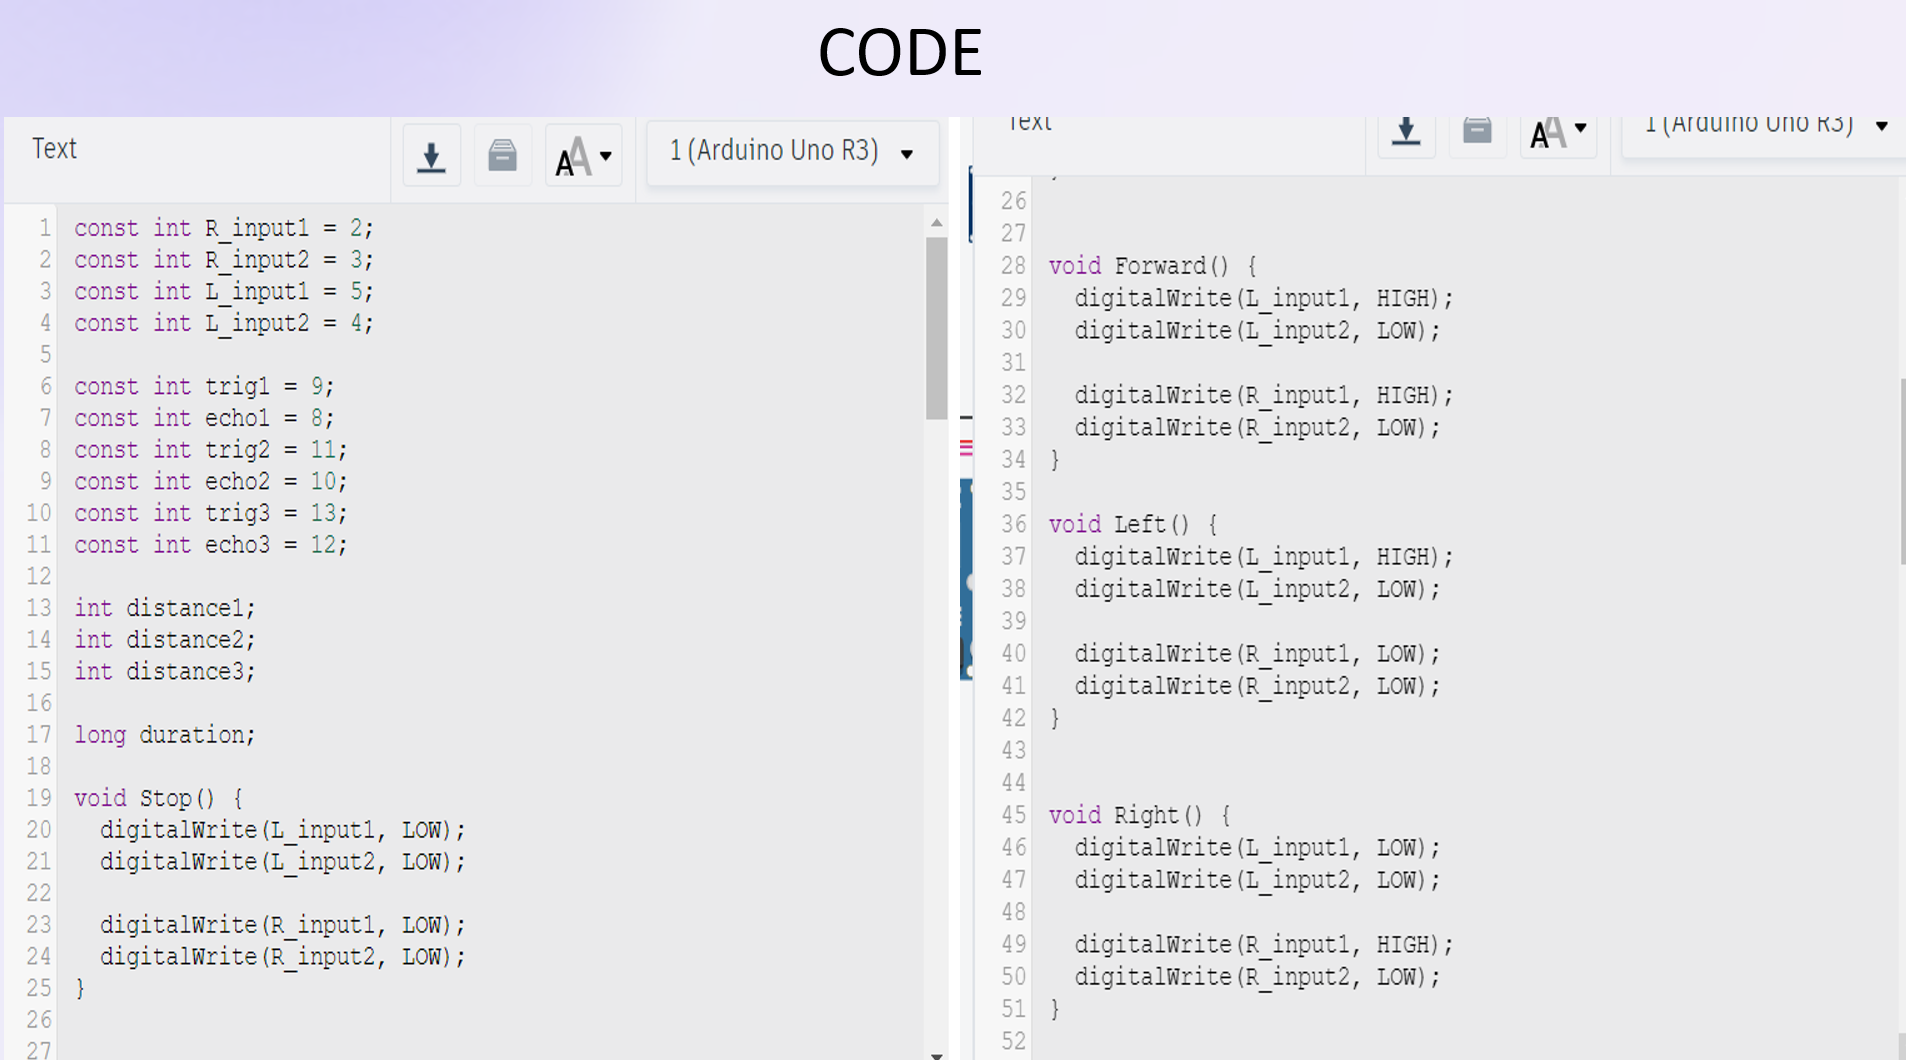 CODE
Text
1 (Arduino Uno R3)
1 const int R_input1 = 2;
2 const int R_input2 = 3;
3 const int L_input1 = 5;
4 const int L_input2 = 4;
5
6 const int trig1 = 9;
7 const int echo1 = 8;
8 const int trig2 = 11;
9 const int echo2 = 10;
10 const int trig3 = 13;
11 const int echo3 = 12;
12
13 int distance1;
14 int distance2;
15 int distance3;
16
17 long duration;
18
19 void Stop() {
20 digitalWrite(L_input1, LOW);
21 digitalWrite(L_input2, LOW);
22
23 digitalWrite(R_input1, LOW);
24 digitalWrite(R_input2, LOW);
25 }
26
27
Text
1 (Arduino Uno R3)
26
27
28 void Forward() {
29 digitalWrite(L_input1, HIGH);
30 digitalWrite(L_input2, LOW);
31
32 digitalWrite(R_input1, HIGH);
33 digitalWrite(R_input2, LOW);
34 }
35
36 void Left() {
37 digitalWrite(L_input1, HIGH);
38 digitalWrite(L_input2, LOW);
39
40 digitalWrite(R_input1, LOW);
41 digitalWrite(R_input2, LOW);
42 }
43
44
45 void Right() {
46 digitalWrite(L_input1, LOW);
47 digitalWrite(L_input2, LOW);
48
49 digitalWrite(R_input1, HIGH);
50 digitalWrite(R_input2, LOW);
51 }
52